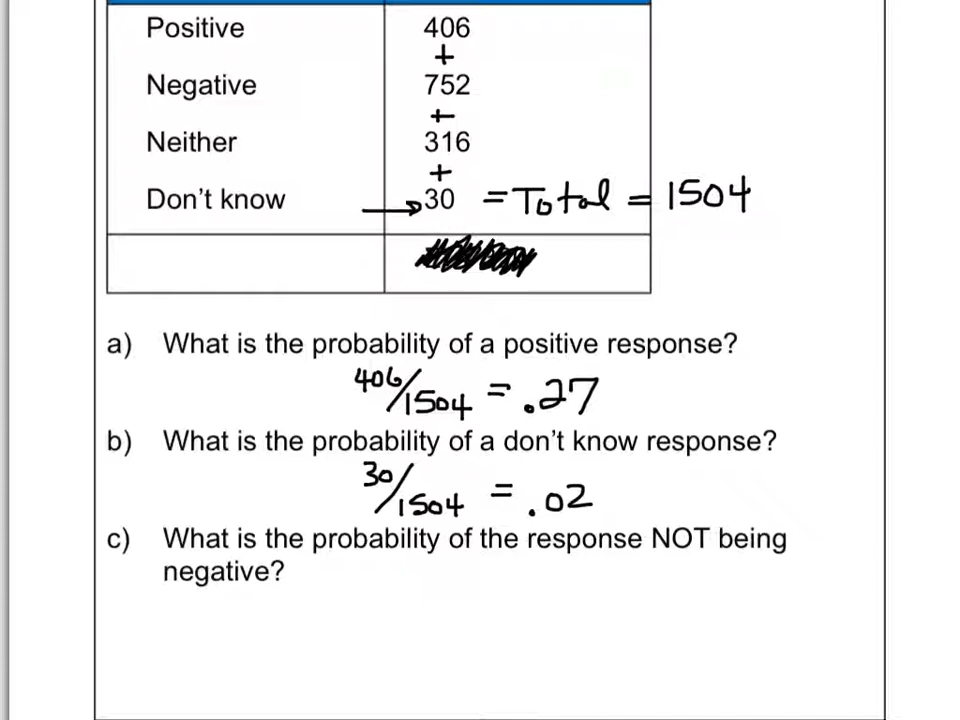 Positive 406
+
Negative 752
+
Neither 316
+
Don't know 30 = Total = 1504
a) What is the probability of a positive response?
406/1504 = .27
b) What is the probability of a don't know response?
30/1504 = .02
c) What is the probability of the response NOT being
negative?